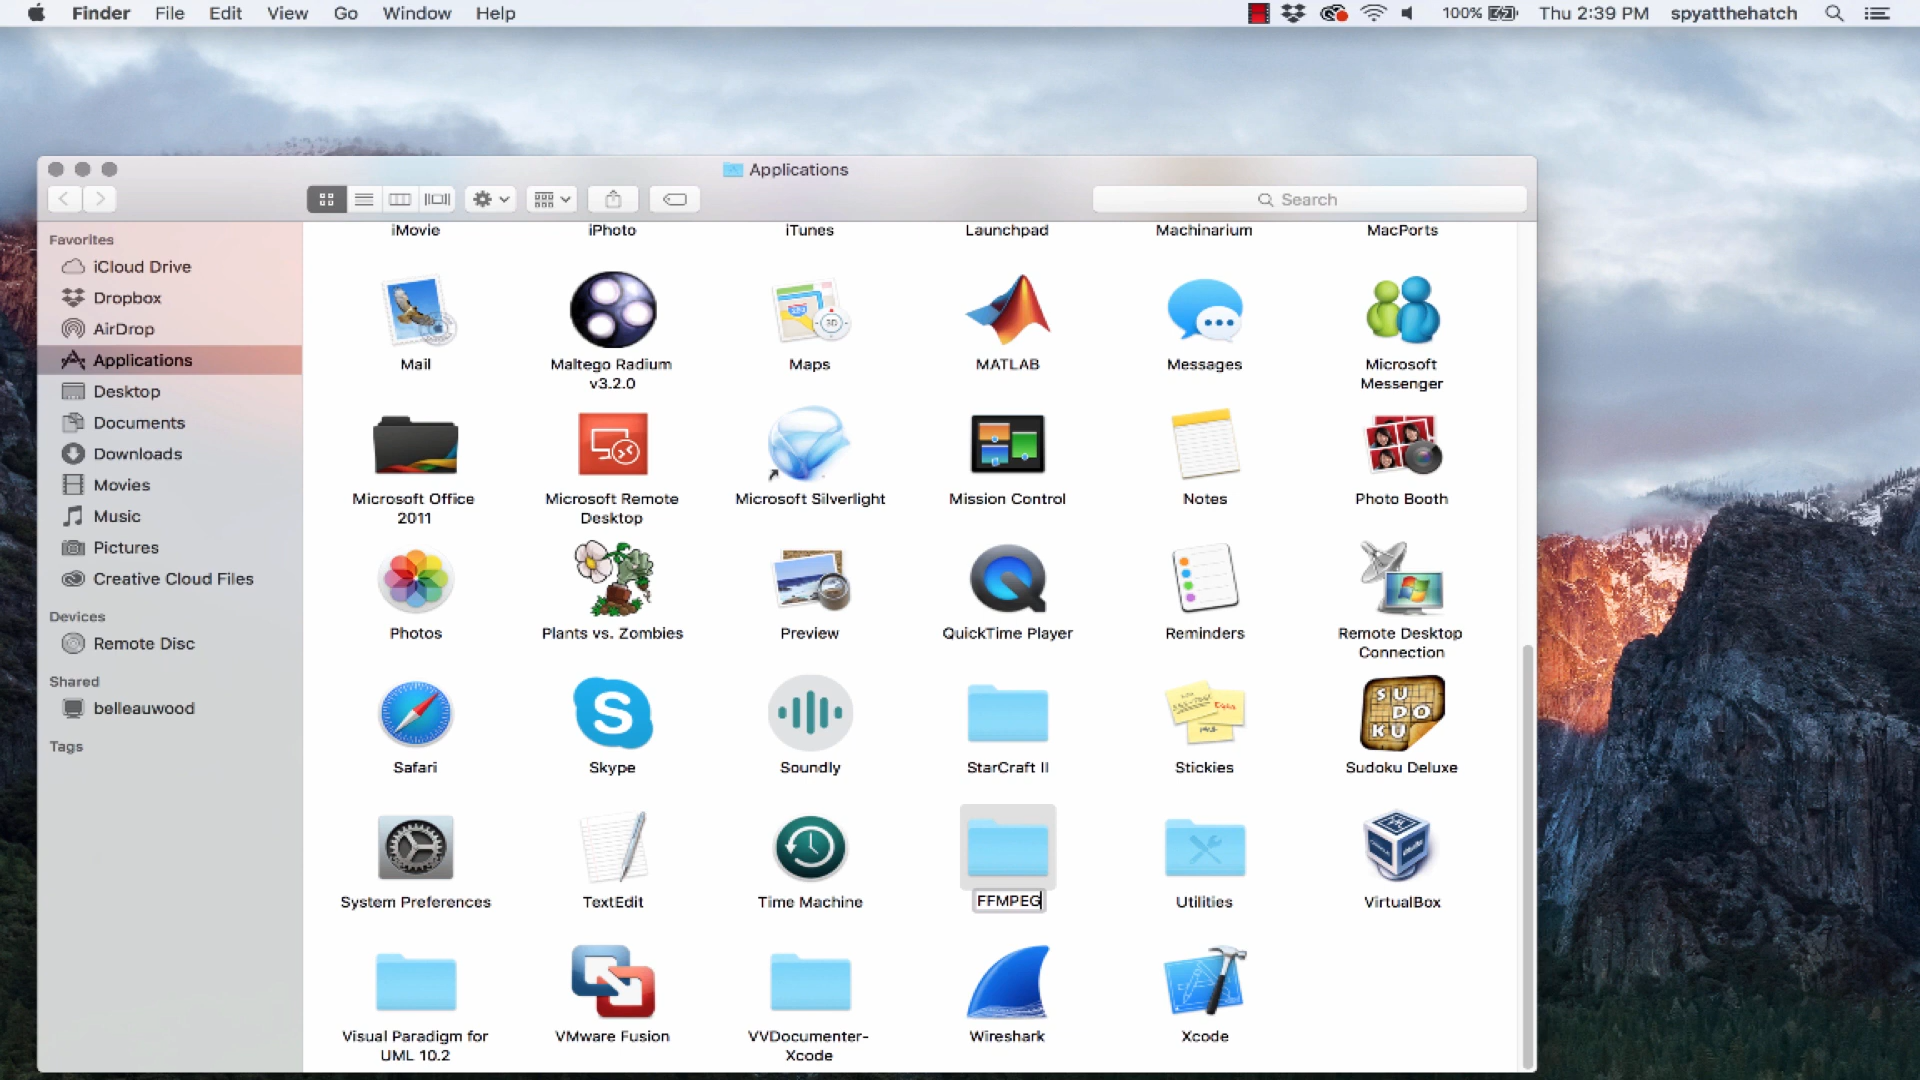 Finder File Edit View Go Window Help
100% Thu 2:39 PM spyatthehatch
Applications
Search
Favorites
iCloud Drive
Dropbox
AirDrop
Applications
Desktop
Documents
Downloads
Movies
Music
Pictures
Creative Cloud Files
Devices
Remote Disc
Shared
belleauwood
Tags
iMovie iPhoto iTunes Launchpad Machinarium MacPorts
Mail Maltego Radium v3.2.0 Maps MATLAB Messages Microsoft Messenger
Microsoft Office 2011 Microsoft Remote Desktop Microsoft Silverlight Mission Control Notes Photo Booth
Photos Plants vs. Zombies Preview QuickTime Player Reminders Remote Desktop Connection
SU
DO
KU
Safari Skype Soundly StarCraft II Stickies Sudoku Deluxe
System Preferences TextEdit Time Machine FFMPEG Utilities VirtualBox
Visual Paradigm for UML 10.2 VMware Fusion VVDocumenter-Xcode Wireshark Xcode